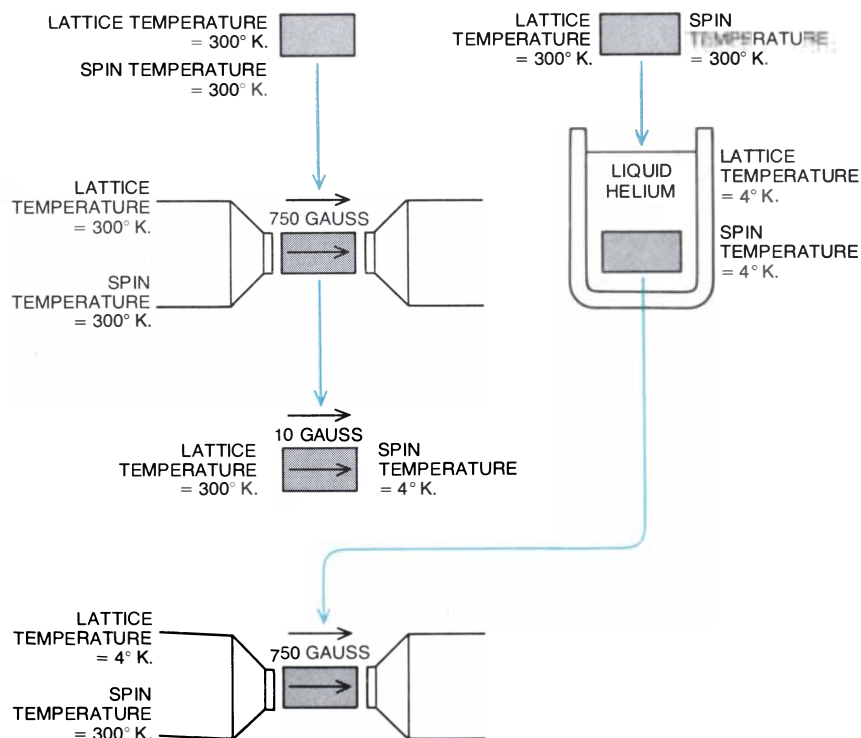 LATTICE TEMPERATURE
= 300° K.
SPIN TEMPERATURE
= 300° K.
LATTICE
TEMPERATURE
= 300° K.
SPIN
TEMPERATURE
= 300° K.
LIQUID
HELIUM
LATTICE
TEMPERATURE
= 4° K.
SPIN
TEMPERATURE
= 4° K.
LATTICE
TEMPERATURE
= 300° K.
750 GAUSS
SPIN
TEMPERATURE
= 300° K.
10 GAUSS
LATTICE
TEMPERATURE
= 300° K.
SPIN
TEMPERATURE
= 4° K.
LATTICE
TEMPERATURE
= 4° K.
750 GAUSS
SPIN
TEMPERATURE
= 300° K.